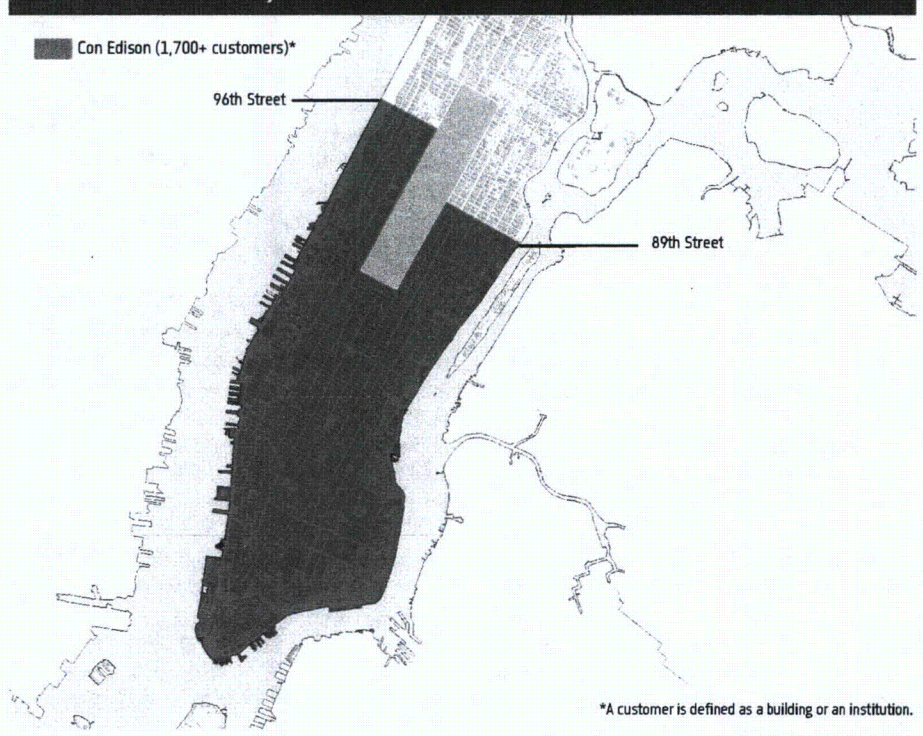 Con Edison (1,700+ customers)*
96th Street
89th Street
*A customer is defined as a building or an institution.